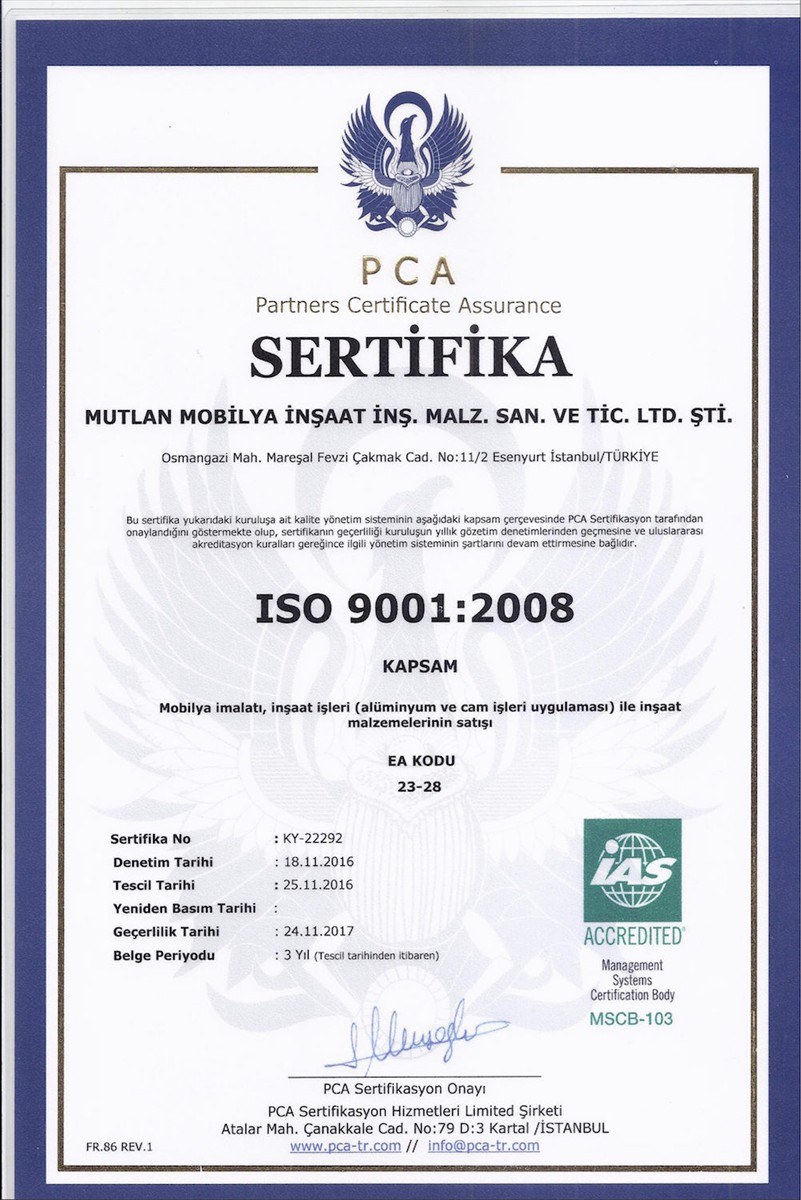 PCA
Partners Certificate Assurance
SERTİFİKA
MUTLAN MOBİLYA İNŞAAT İNŞ. MALZ. SAN. VE TİC. LTD. ŞTİ.
Osmangazi Mah. Mareşal Fevzi Çakmak Cad. No:11/2 Esenyurt İstanbul/TÜRKİYE
Bu sertifika yukarıdaki kuruluşa ait kalite yönetim sisteminin aşağıdaki kapsam çerçevesinde PCA Sertifikasyon tarafından
onaylandığını göstermekte olup, sertifikanın geçerliliği kuruluşun yıllık gözetim denetimlerinden geçmesine ve uluslararası
akreditasyon kuralları gereğince ilgili yönetim sisteminin şartlarını devam ettirmesine bağlıdır.
ISO 9001:2008
KAPSAM
Mobilya imalatı, inşaat işleri (alüminyum ve cam işleri uygulaması) ile inşaat
malzemelerinin satışı
EA KODU
23-28
Sertifika No : KY-22292
Denetim Tarihi : 18.11.2016
Tescil Tarihi : 25.11.2016
Yeniden Basım Tarihi :
Geçerlilik Tarihi : 24.11.2017
Belge Periyodu : 3 Yıl (Tescil tarihinden itibaren)
iAS
ACCREDITED®
Management
Systems
Certification Body
MSCB-103
PCA Sertifikasyon Onayı
PCA Sertifikasyon Hizmetleri Limited Şirketi
Atalar Mah. Çanakkale Cad. No:79 D:3 Kartal /İSTANBUL
www.pca-tr.com // info@pca-tr.com
FR.86 REV.1